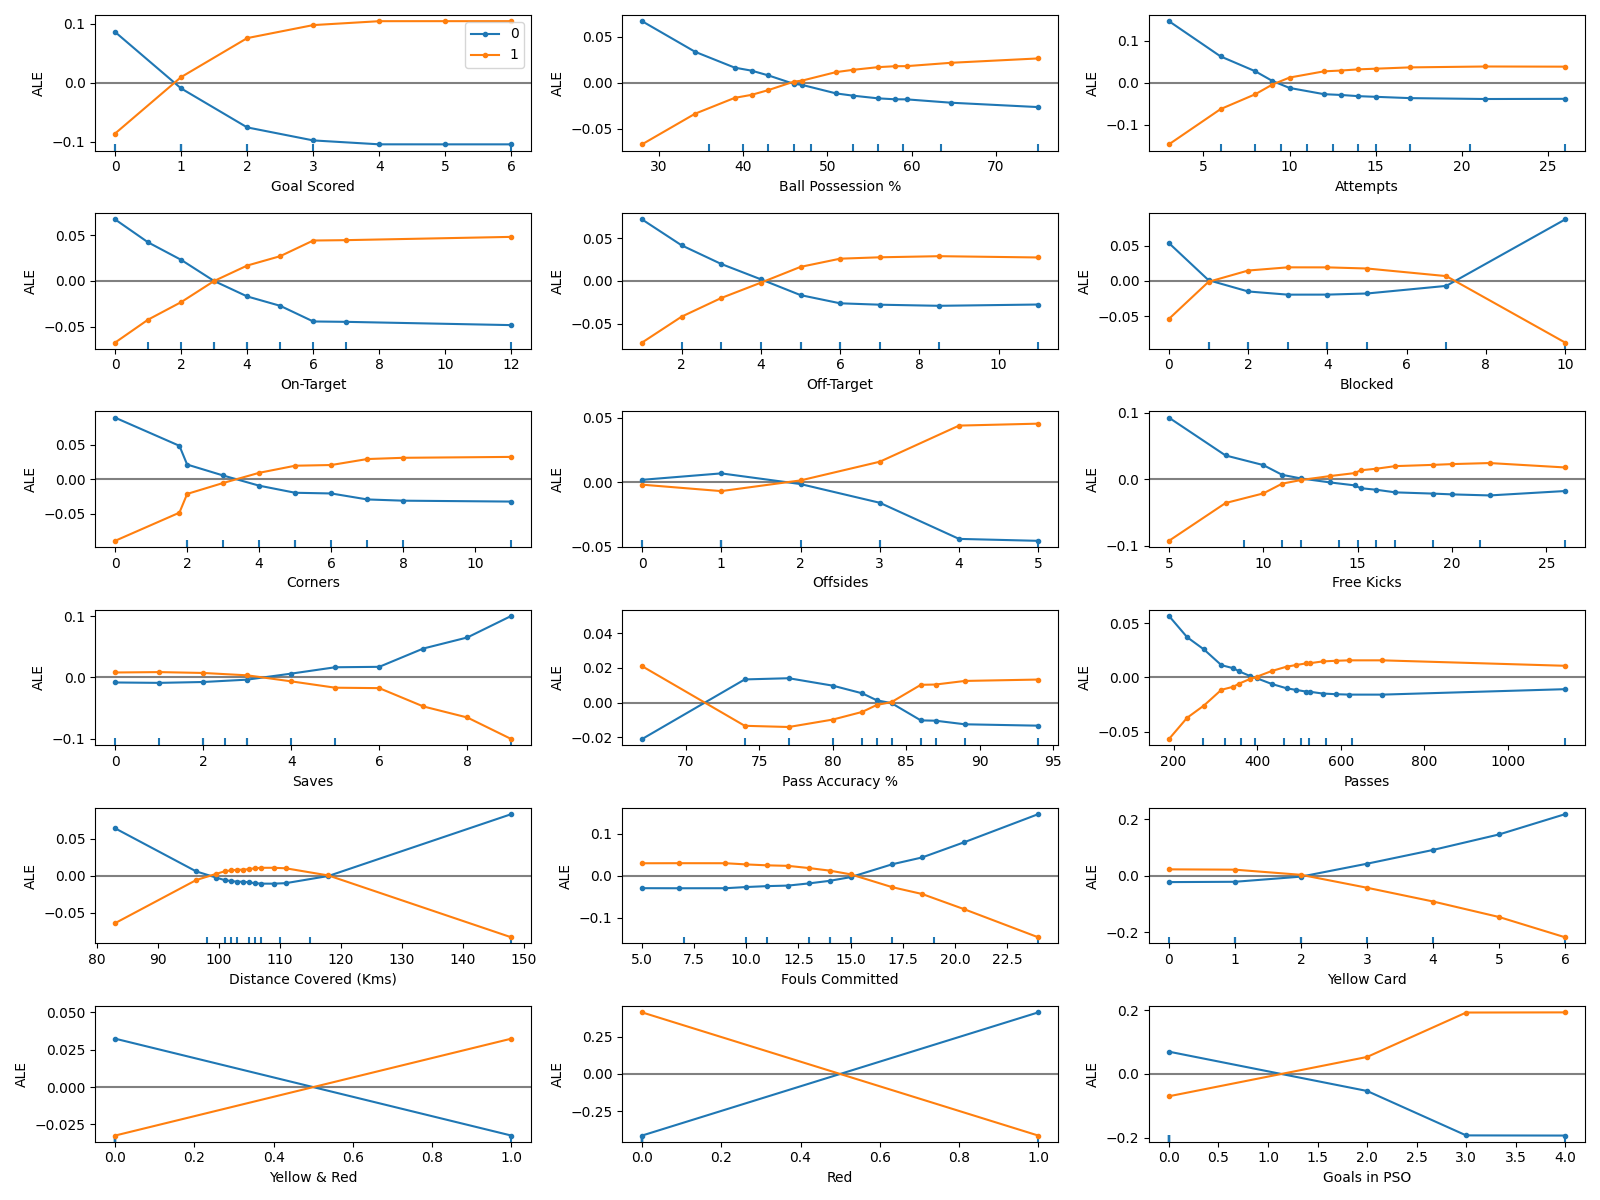 0.1
0.0
−0.1
ALE
0
1
0 1 2 3 4 5 6
Goal Scored
0.05
0.00
−0.05
ALE
30 40 50 60 70
Ball Possession %
0.1
0.0
−0.1
ALE
5 10 15 20 25
Attempts
0.05
0.00
−0.05
ALE
0 2 4 6 8 10 12
On-Target
0.05
0.00
−0.05
ALE
2 4 6 8 10
Off-Target
0.05
0.00
−0.05
ALE
0 2 4 6 8 10
Blocked
0.05
0.00
−0.05
ALE
0 2 4 6 8 10
Corners
0.05
0.00
−0.05
ALE
0 1 2 3 4 5
Offsides
0.1
0.0
−0.1
ALE
5 10 15 20 25
Free Kicks
0.1
0.0
−0.1
ALE
0 2 4 6 8
Saves
0.04
0.02
0.00
−0.02
ALE
70 75 80 85 90 95
Pass Accuracy %
0.05
0.00
−0.05
ALE
200 400 600 800 1000
Passes
0.05
0.00
−0.05
ALE
80 90 100 110 120 130 140 150
Distance Covered (Kms)
0.1
0.0
−0.1
ALE
5.0 7.5 10.0 12.5 15.0 17.5 20.0 22.5
Fouls Committed
0.2
0.0
−0.2
ALE
0 1 2 3 4 5 6
Yellow Card
0.050
0.025
0.000
−0.025
ALE
0.0 0.2 0.4 0.6 0.8 1.0
Yellow & Red
0.25
0.00
−0.25
ALE
0.0 0.2 0.4 0.6 0.8 1.0
Red
0.2
0.0
−0.2
ALE
0.0 0.5 1.0 1.5 2.0 2.5 3.0 3.5 4.0
Goals in PSO